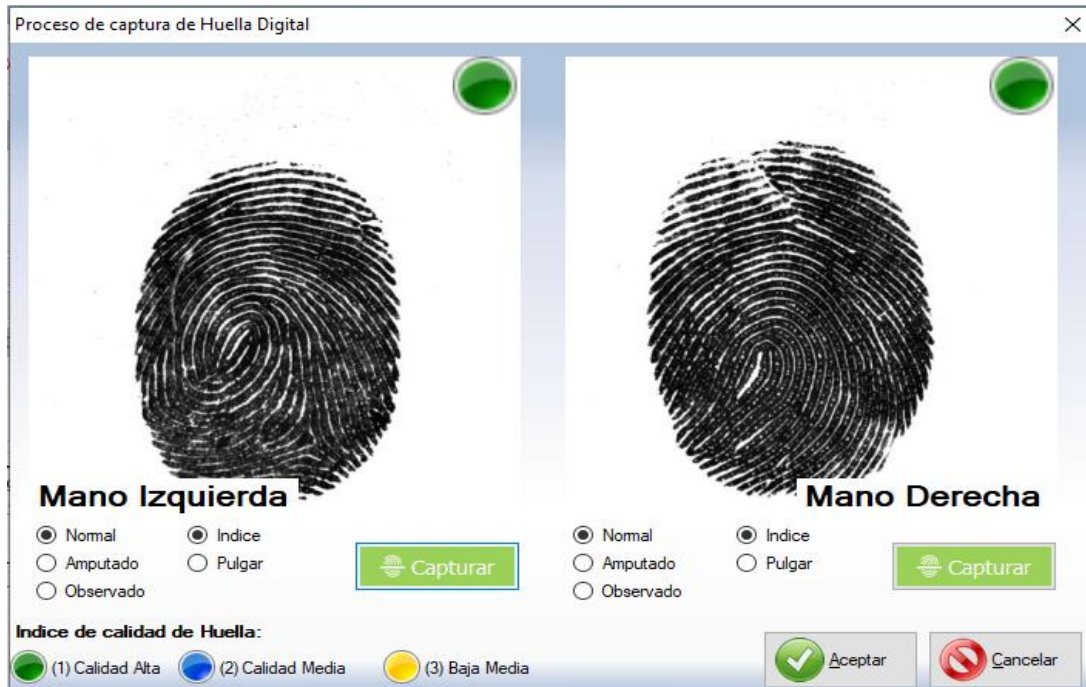 Proceso de captura de Huella Digital
Mano Izquierda
Normal
Indice
Amputado
Pulgar
Observado
Capturar
Mano Derecha
Normal
Indice
Amputado
Pulgar
Observado
Capturar
Indice de calidad de Huella:
(1) Calidad Alta
(2) Calidad Media
(3) Baja Media
Aceptar
Cancelar